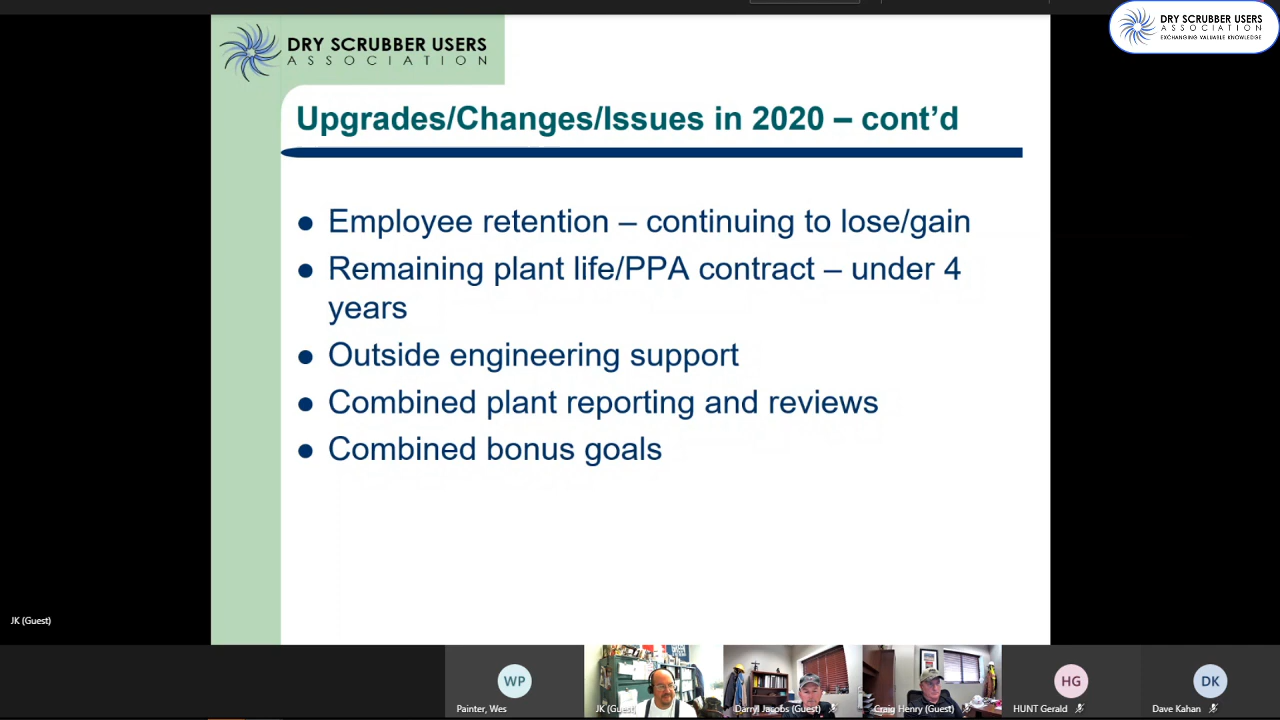 DRY SCRUBBER USERS
ASSOCIATION
DRY SCRUBBER USERS
ASSOCIATION
EXCHANGING VALUABLE KNOWLEDGE
Upgrades/Changes/Issues in 2020 – cont'd
● Employee retention – continuing to lose/gain
● Remaining plant life/PPA contract – under 4
years
● Outside engineering support
● Combined plant reporting and reviews
● Combined bonus goals
JK (Guest)
WP
HG
DK
Painter, Wes
JK (Guest)
Darryl Jacobs (Guest)
Craig Henry (Guest)
HUNT Gerald
Dave Kahan